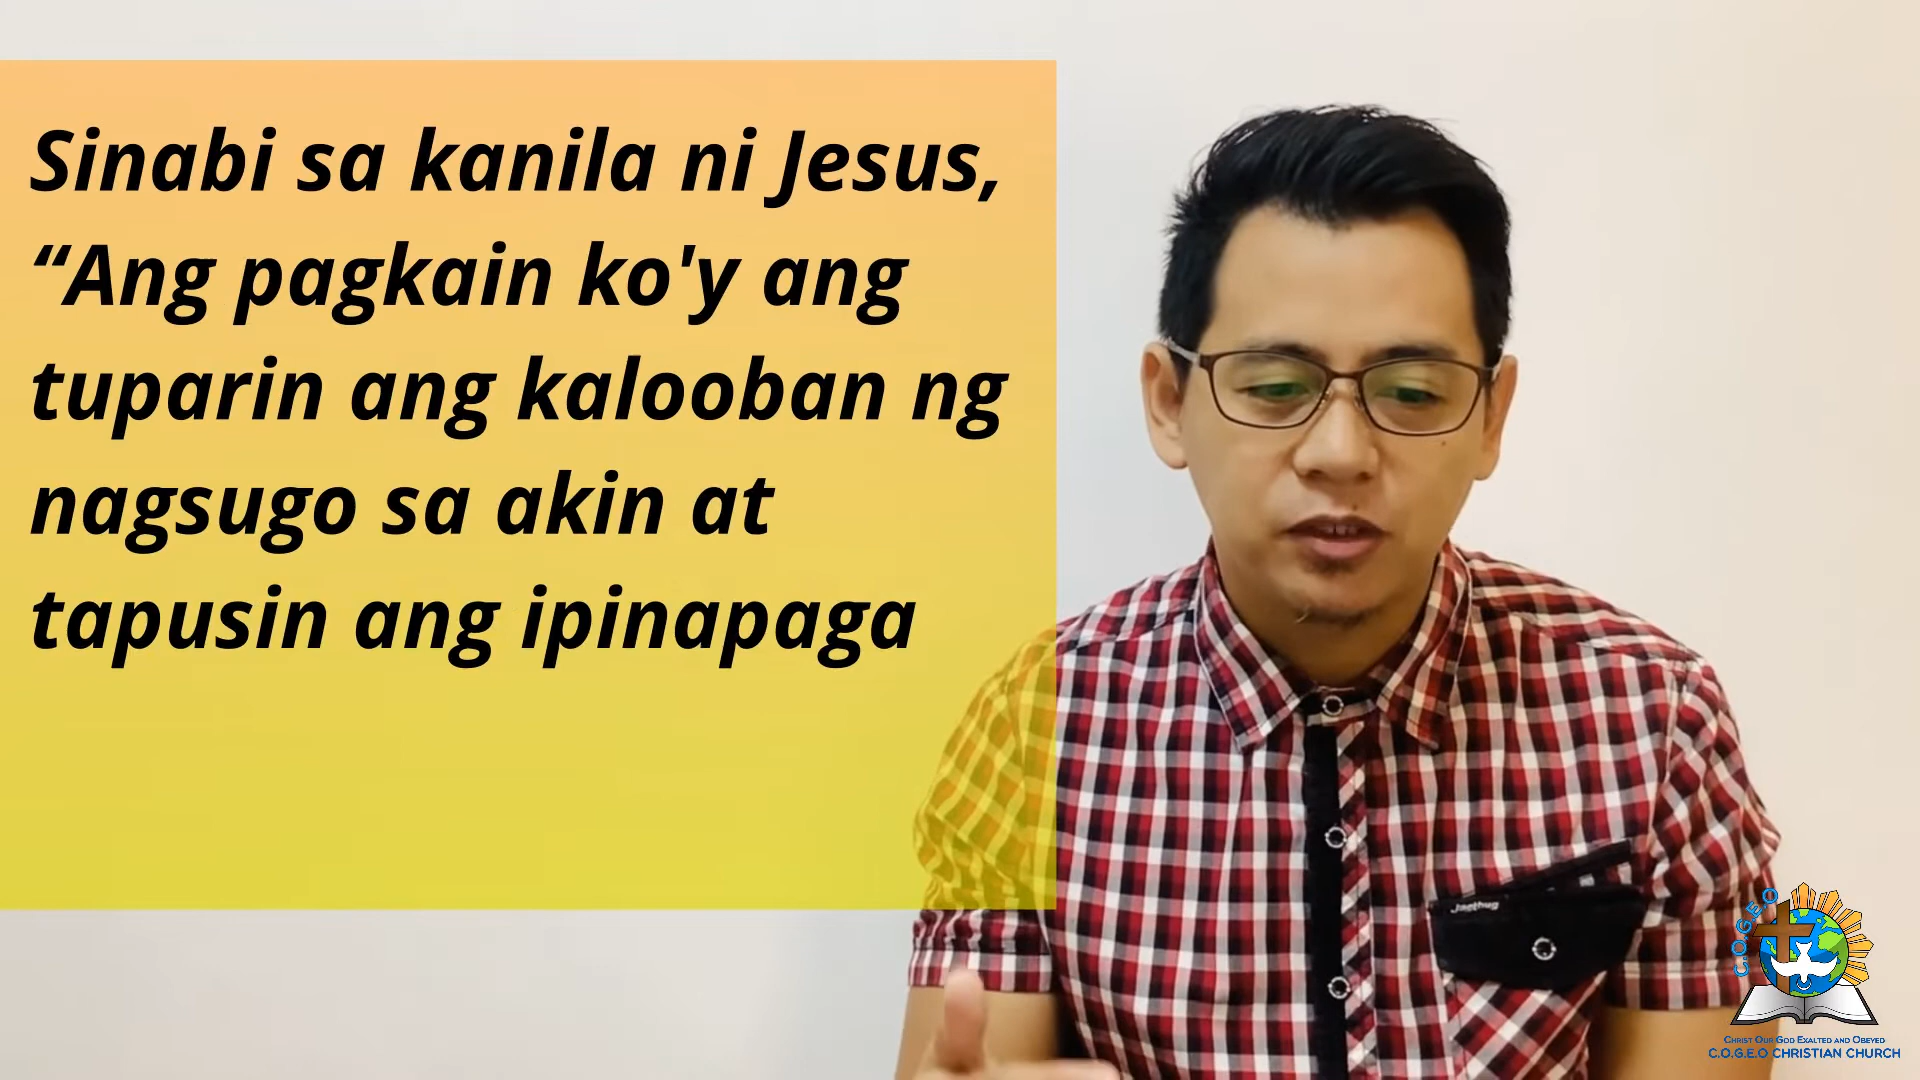 Sinabi sa kanila ni Jesus,
“Ang pagkain ko'y ang
tuparin ang kalooban ng
nagsugo sa akin at
tapusin ang ipinapaga
Jaethug
C.O.G.E.O
Christ Our God Exalted and Obeyed
C.O.G.E.O CHRISTIAN CHURCH